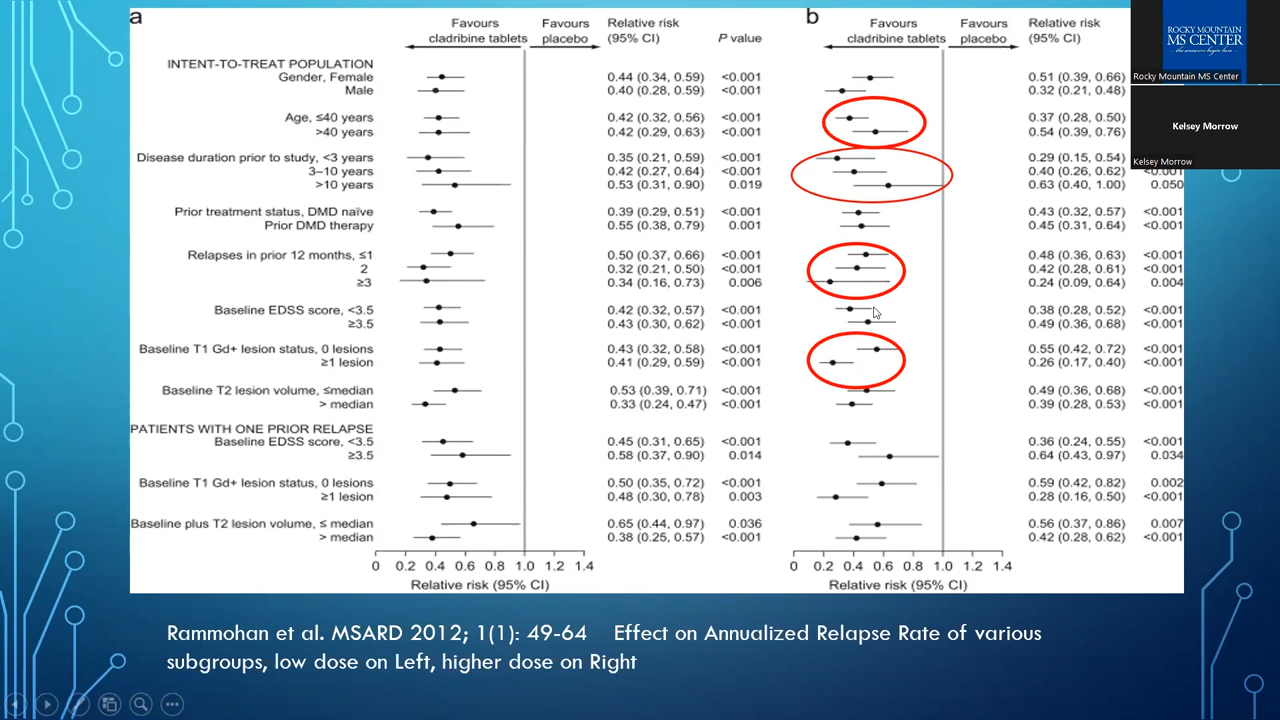 a
Favours cladribine tablets
Favours placebo
Relative risk (95% CI)
P value
b
Favours cladribine tablets
Favours placebo
Relative risk (95% CI)
ROCKY MOUNTAIN
MS CENTER
Rocky Mountain MS Center
Kelsey Morrow
Kelsey Morrow
INTENT-TO-TREAT POPULATION
Gender, Female 0.44 (0.34, 0.59) <0.001 0.51 (0.39, 0.66)
Male 0.40 (0.28, 0.59) <0.001 0.32 (0.21, 0.48)
Age, ≤40 years 0.42 (0.32, 0.56) <0.001 0.37 (0.28, 0.50)
>40 years 0.42 (0.29, 0.63) <0.001 0.54 (0.39, 0.76)
Disease duration prior to study, <3 years 0.35 (0.21, 0.59) <0.001 0.29 (0.15, 0.54)
3–10 years 0.42 (0.27, 0.64) <0.001 0.40 (0.26, 0.62) <0.001
>10 years 0.53 (0.31, 0.90) 0.019 0.63 (0.40, 1.00) 0.050
Prior treatment status, DMD naïve 0.39 (0.29, 0.51) <0.001 0.43 (0.32, 0.57) <0.001
Prior DMD therapy 0.55 (0.38, 0.79) 0.001 0.45 (0.31, 0.64) <0.001
Relapses in prior 12 months, ≤1 0.50 (0.37, 0.66) <0.001 0.48 (0.36, 0.63) <0.001
2 0.32 (0.21, 0.50) <0.001 0.42 (0.28, 0.61) <0.001
≥3 0.34 (0.16, 0.73) 0.006 0.24 (0.09, 0.64) 0.004
Baseline EDSS score, <3.5 0.42 (0.32, 0.57) <0.001 0.38 (0.28, 0.52) <0.001
≥3.5 0.43 (0.30, 0.62) <0.001 0.49 (0.36, 0.68) <0.001
Baseline T1 Gd+ lesion status, 0 lesions 0.43 (0.32, 0.58) <0.001 0.55 (0.42, 0.72) <0.001
≥1 lesion 0.41 (0.29, 0.59) <0.001 0.26 (0.17, 0.40) <0.001
Baseline T2 lesion volume, ≤median 0.53 (0.39, 0.71) <0.001 0.49 (0.36, 0.68) <0.001
> median 0.33 (0.24, 0.47) <0.001 0.39 (0.28, 0.53) <0.001
PATIENTS WITH ONE PRIOR RELAPSE
Baseline EDSS score, <3.5 0.45 (0.31, 0.65) <0.001 0.36 (0.24, 0.55) <0.001
≥3.5 0.58 (0.37, 0.90) 0.014 0.64 (0.43, 0.97) 0.034
Baseline T1 Gd+ lesion status, 0 lesions 0.50 (0.35, 0.72) <0.001 0.59 (0.42, 0.82) 0.002
≥1 lesion 0.48 (0.30, 0.78) 0.003 0.28 (0.16, 0.50) <0.001
Baseline plus T2 lesion volume, ≤ median 0.65 (0.44, 0.97) 0.036 0.56 (0.37, 0.86) 0.007
> median 0.38 (0.25, 0.57) <0.001 0.42 (0.28, 0.62) <0.001
0 0.2 0.4 0.6 0.8 1.0 1.2 1.4 0 0.2 0.4 0.6 0.8 1.0 1.2 1.4
Relative risk (95% CI) Relative risk (95% CI)
Rammohan et al. MSARD 2012; 1(1): 49-64 Effect on Annualized Relapse Rate of various
subgroups, low dose on Left, higher dose on Right